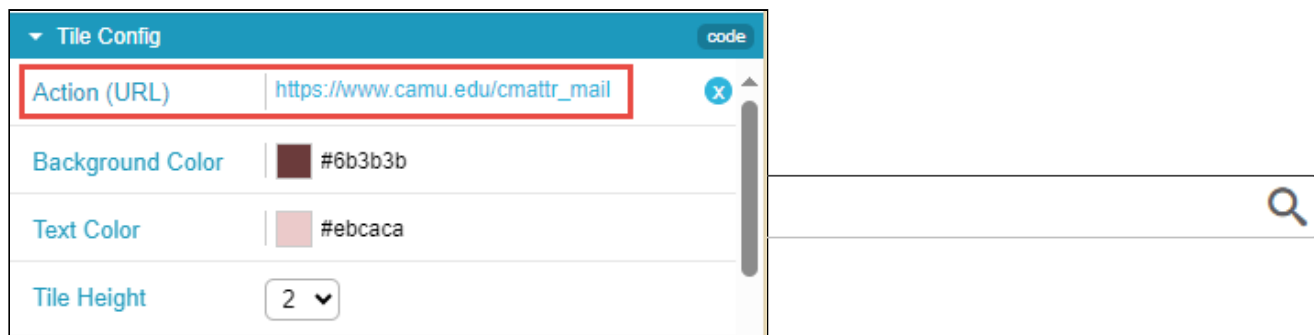 Tile Config code
Action (URL) https://www.camu.edu/cmattr_mail x
Background Color #6b3b3b
Text Color #ebcaca
Tile Height 2